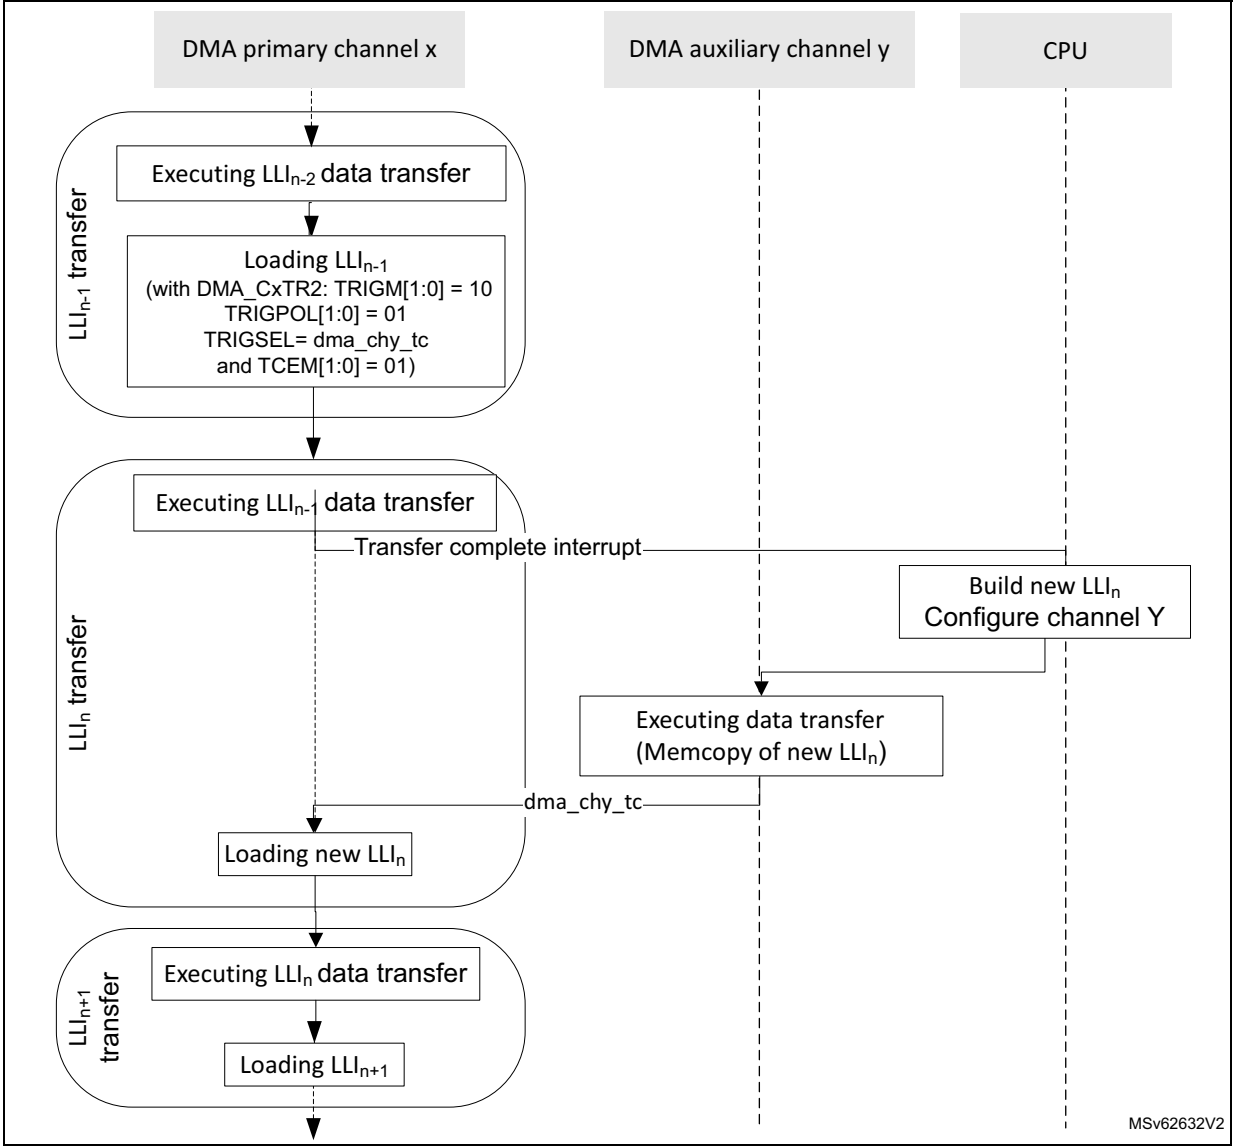 DMA primary channel x
DMA auxiliary channel y
CPU
LLIn-1 transfer
Executing LLIn-2 data transfer
Loading LLIn-1
(with DMA_CxTR2: TRIGM[1:0] = 10
TRIGPOL[1:0] = 01
TRIGSEL= dma_chy_tc
and TCEM[1:0] = 01)
LLIn transfer
Executing LLIn-1 data transfer
Transfer complete interrupt
Build new LLIn
Configure channel Y
Executing data transfer
(Memcopy of new LLIn)
dma_chy_tc
Loading new LLIn
LLIn+1
transfer
Executing LLIn data transfer
Loading LLIn+1
MSv62632V2